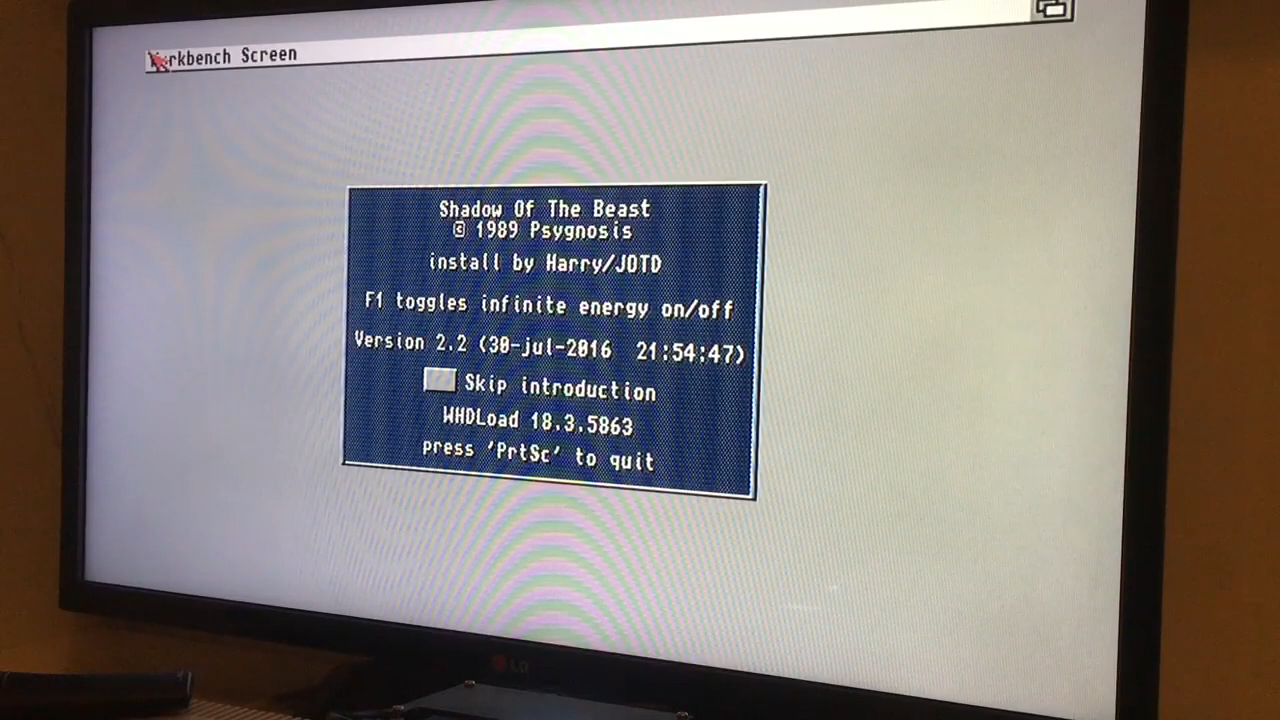 Workbench Screen
Shadow Of The Beast
© 1989 Psygnosis
install by Harry/JOTD
F1 toggles infinite energy on/off
Version 2.2 (30-jul-2016 21:54:47)
Skip introduction
WHDLoad 18.3.5863
press 'PrtSc' to quit
LG